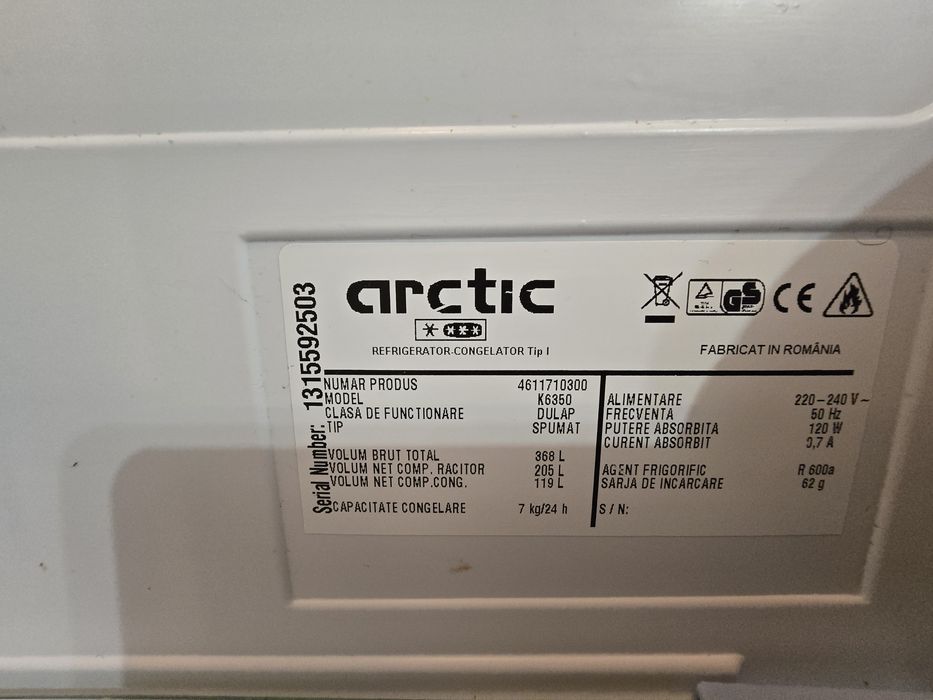 Serial Number: 1315592503
arctic
REFRIGERATOR-CONGELATOR Tip I
GS
CE
FABRICAT IN ROMÂNIA
NUMAR PRODUS 4611710300
MODEL K6350
CLASA DE FUNCTIONARE DULAP
TIP SPUMAT
VOLUM BRUT TOTAL 368 L
VOLUM NET COMP. RACITOR 205 L
VOLUM NET COMP.CONG. 119 L
CAPACITATE CONGELARE 7 kg/24 h
ALIMENTARE 220-240 V~
FRECVENTA 50 Hz
PUTERE ABSORBITA 120 W
CURENT ABSORBIT 0,7 A
AGENT FRIGORIFIC R 600a
SARJA DE INCARCARE 62 g
S / N: